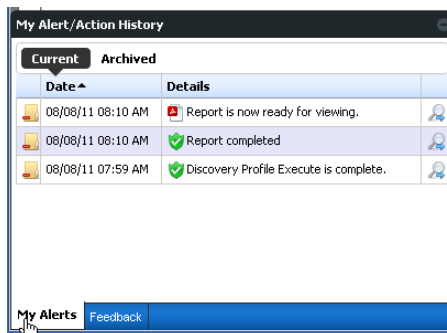 My Alert/Action History
Current Archived
Date Details
08/08/11 08:10 AM Report is now ready for viewing.
08/08/11 08:10 AM Report completed
08/08/11 07:59 AM Discovery Profile Execute is complete.
My Alerts Feedback